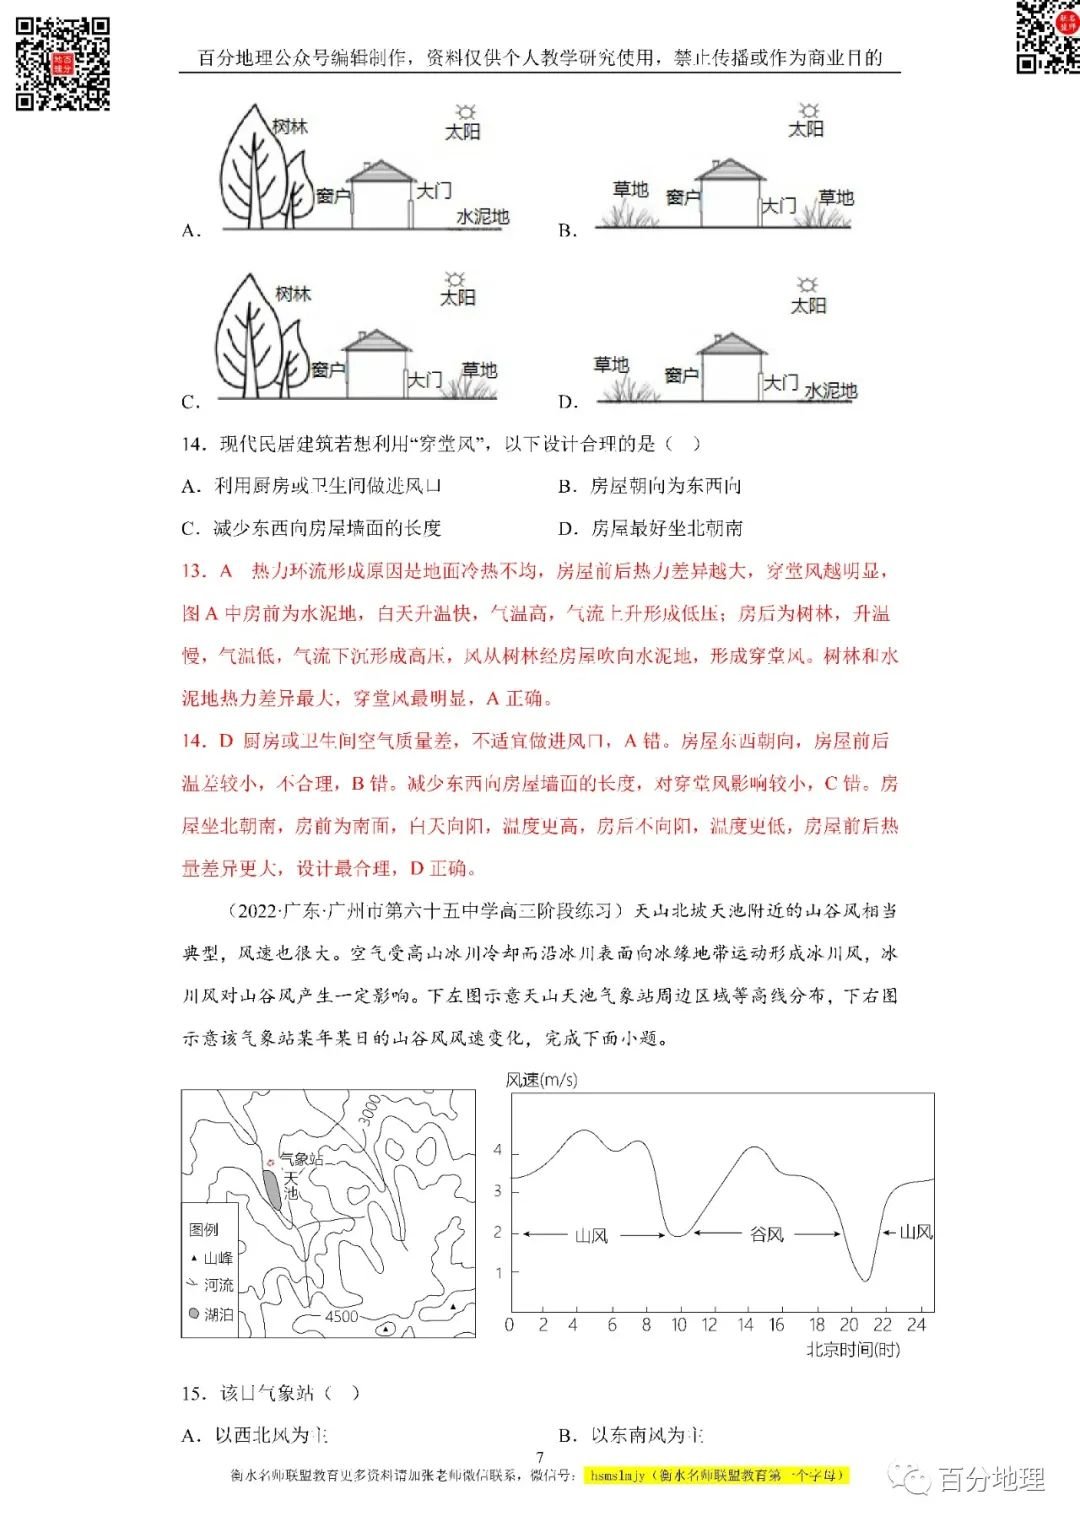 百分地理公众号编辑制作，资料仅供个人教学研究使用，禁止传播或作为商业目的
树林 太阳 窗户 大门 水泥地
A．
太阳 草地 窗户 大门 草地
B．
树林 太阳 窗户 大门 草地
C．
太阳 草地 窗户 大门 水泥地
D．
14．现代民居建筑若想利用“穿堂风”，以下设计合理的是（ ）
A．利用厨房或卫生间做进风口 B．房屋朝向为东西向
C．减少东西向房屋墙面的长度 D．房屋最好坐北朝南
13．A 热力环流形成原因是地面冷热不均，房屋前后热力差异越大，穿堂风越明显，
图A中房前为水泥地，白天升温快，气温高，气流上升形成低压；房后为树林，升温
慢，气温低，气流下沉形成高压，风从树林经房屋吹向水泥地，形成穿堂风。树林和水
泥地热力差异最大，穿堂风最明显，A正确。
14．D 厨房或卫生间空气质量差，不适宜做进风口，A错。房屋东西朝向，房屋前后
温差较小，不合理，B错。减少东西向房屋墙面的长度，对穿堂风影响较小，C错。房
屋坐北朝南，房前为南面，白天向阳，温度更高，房后不向阳，温度更低，房屋前后热
量差异更大，设计最合理，D正确。
（2022·广东·广州市第六十五中学高三阶段练习）天山北坡天池附近的山谷风相当
典型，风速也很大。空气受高山冰川冷却而沿冰川表面向冰缘地带运动形成冰川风，冰
川风对山谷风产生一定影响。下左图示意天山天池气象站周边区域等高线分布，下右图
示意该气象站某年某日的山谷风风速变化，完成下面小题。
3000
气象站
天
池
图例
山峰
河流
湖泊
4500
风速(m/s)
4
3
2
1
山风 谷风 山风
0 2 4 6 8 10 12 14 16 18 20 22 24
北京时间(时)
15．该日气象站（ ）
A．以西北风为主 B．以东南风为主
7
衡水名师联盟教育更多资料请加张老师微信联系，微信号： hsmslmjy（衡水名师联盟教育第一个字母）
百分地理